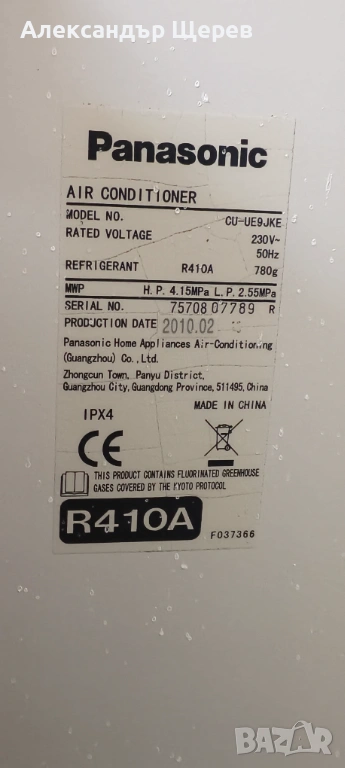 Александър Щерев
Panasonic
AIR CONDITIONER
MODEL NO. CU-UE9JKE
RATED VOLTAGE 230V~
50Hz
REFRIGERANT R410A 780g
MWP H.P. 4.15MPa L.P. 2.55MPa
SERIAL NO. 75708 07789 R
PRODUCTION DATE 2010.02
Panasonic Home Appliances Air-Conditioning
(Guangzhou) Co., Ltd.
Zhongcun Town, Panyu District,
Guangzhou City, Guangdong Province, 511495, China
IPX4 MADE IN CHINA
CE
THIS PRODUCT CONTAINS FLUORINATED GREENHOUSE
GASES COVERED BY THE KYOTO PROTOCOL
R410A
F037366
BAZAR